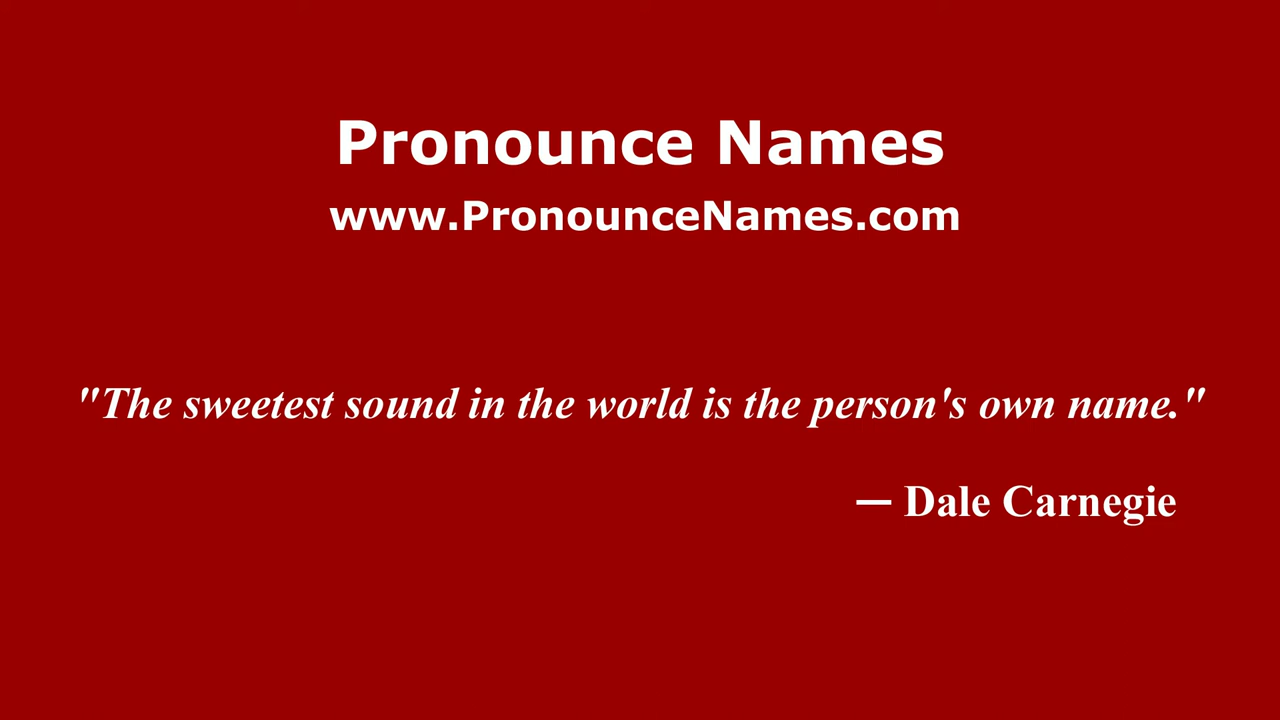 Pronounce Names
www.PronounceNames.com
"The sweetest sound in the world is the person's own name."
— Dale Carnegie